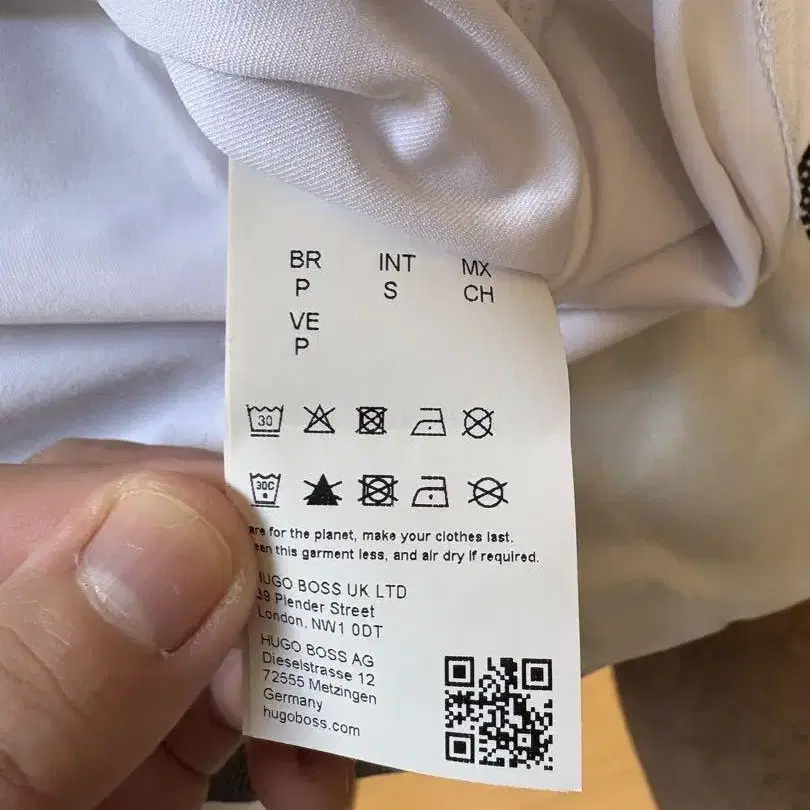 BR INT MX
P S CH
VE
P
30
30C
for the planet, make your clothes last.
this garment less, and air dry if required.
HUGO BOSS UK LTD
39 Plender Street
London, NW1 0DT
HUGO BOSS AG
Dieselstrasse 12
72555 Metzingen
Germany
hugoboss.com